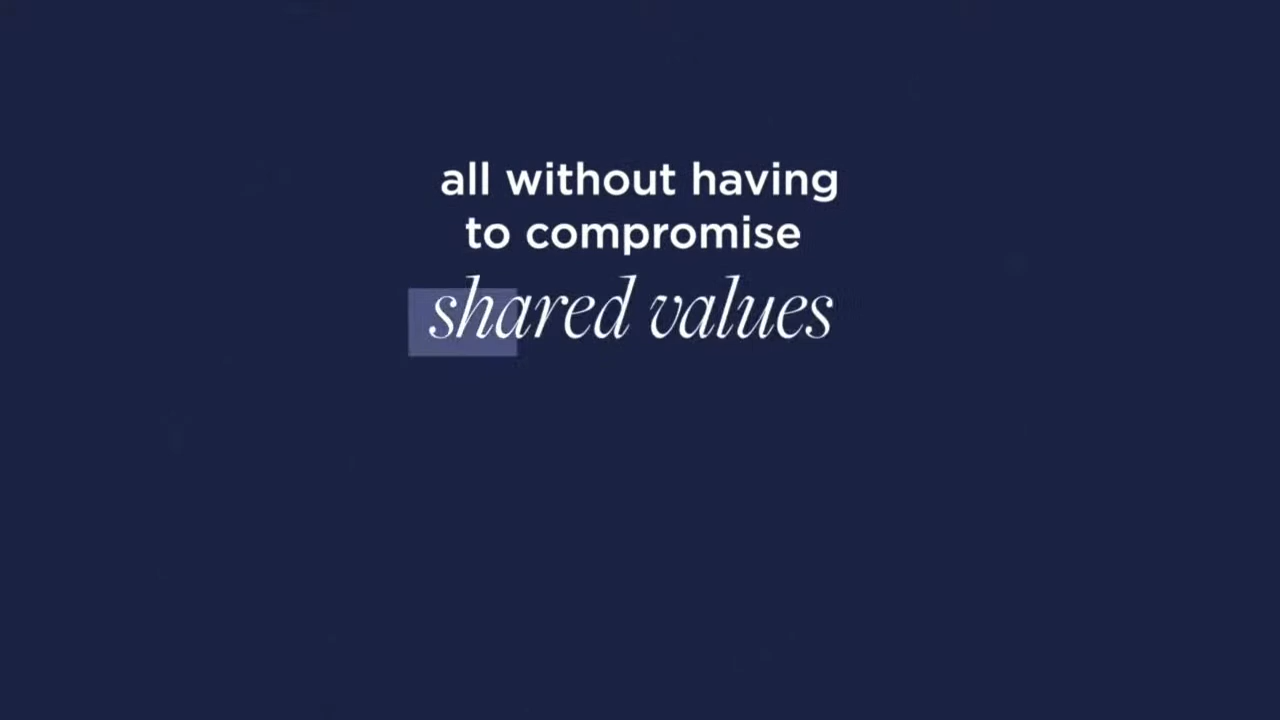 all without having
to compromise
shared values